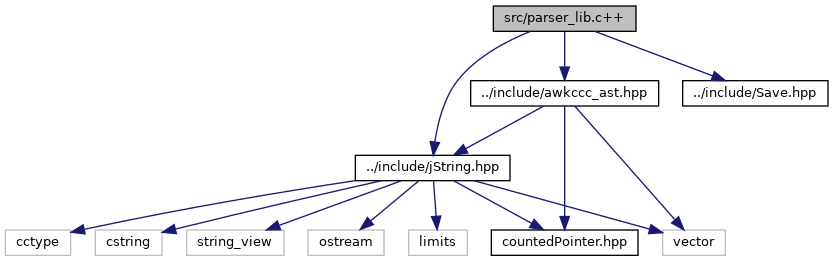 src/parser_lib.c++
../include/awkccc_ast.hpp
../include/Save.hpp
../include/jString.hpp
cctype
cstring
string_view
ostream
limits
countedPointer.hpp
vector